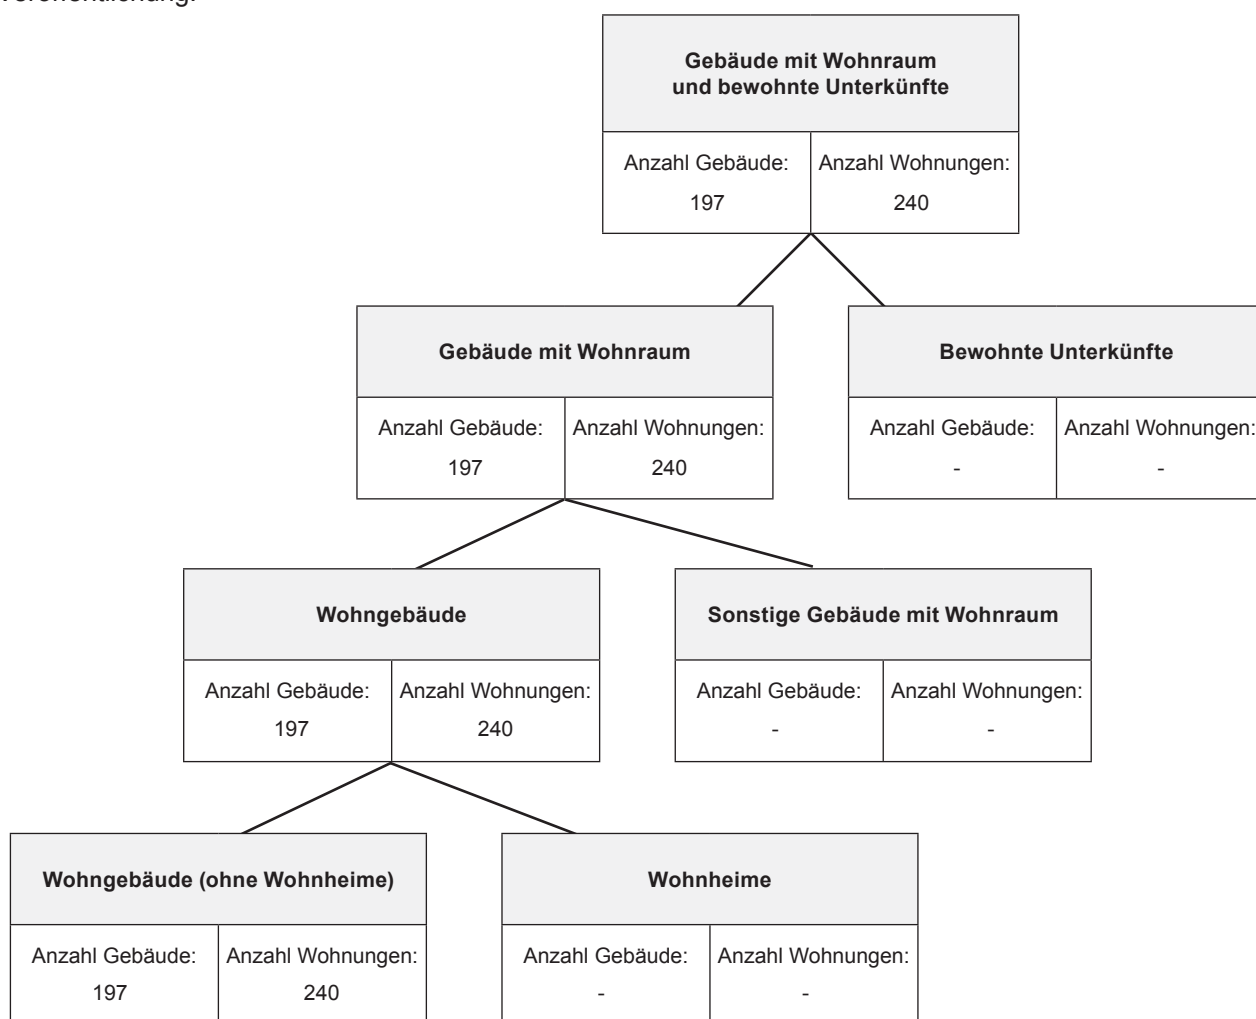 Veröffentlichung.
Gebäude mit Wohnraum
und bewohnte Unterkünfte
Anzahl Gebäude: Anzahl Wohnungen:
197 240
Gebäude mit Wohnraum
Anzahl Gebäude: Anzahl Wohnungen:
197 240
Bewohnte Unterkünfte
Anzahl Gebäude: Anzahl Wohnungen:
- -
Wohngebäude
Anzahl Gebäude: Anzahl Wohnungen:
197 240
Sonstige Gebäude mit Wohnraum
Anzahl Gebäude: Anzahl Wohnungen:
- -
Wohngebäude (ohne Wohnheime)
Anzahl Gebäude: Anzahl Wohnungen:
197 240
Wohnheime
Anzahl Gebäude: Anzahl Wohnungen:
- -